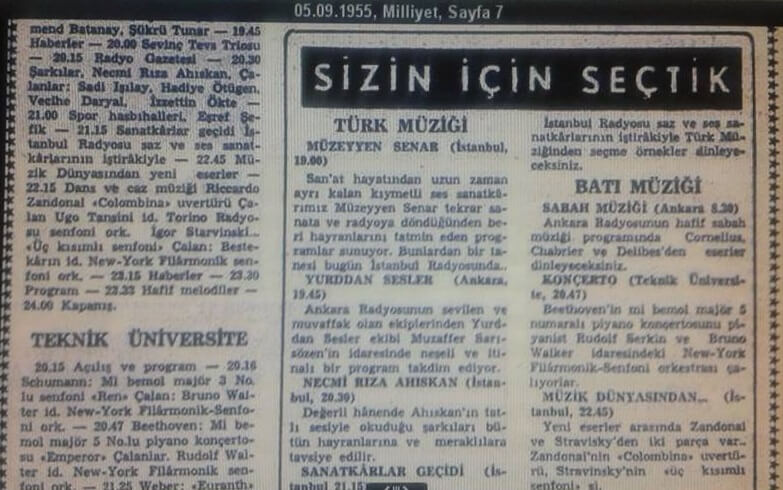 05.09.1955, Milliyet, Sayfa 7
mend Batanay, Şükrü Tunar — 19.45
Haberler — 20.00 Sevinç Tevs Triosu
— 20.15 Radyo Gazetesi — 20.30
Şarkılar, Necmi Rıza Ahıskan, Ça-
lanlar: Sadi Işılay, Hadiye Ötügen,
Vecihe Daryal, İzzettin Ökte —
21.00 Spor hasbıhalleri, Eşref Şe-
fik — 21.15 Sanatkârlar geçidi İs-
tanbul Radyosu saz ve ses sanat-
kârlarının iştirâkiyle — 22.45 Mü-
zik Dünyasından yeni eserler —
22.15 Dans ve caz müziği Riccardo
Zandonal «Colombina» uvertürü Ça-
lan Ugo Tansini id. Torino Radyo-
su senfoni ork. İgor Starvinski..
«Üç kısımlı senfoni» Çalan: Beste-
kârın id. New-York Filârmonik sen-
foni ork. — 23.15 Haberler — 23.30
Program — 23.33 Hafif melodiler —
24.00 Kapanış.
TEKNİK ÜNİVERSİTE
20.15 Açılış ve program — 20.16
Schumann: Mi bemol majör 3 No.
lu senfoni «Ren» Çalan: Bruno Wal-
ter id. New-York Filârmonik-Senfo-
ni ork. — 20.47 Beethoven: Mi be-
mol majör 5 No.lu piyano konçerto-
su «Emperor» Çalanlar. Rudolf Wal-
ter id. New-York Filârmonik sen-
foni ork. — 21.25 Weber: «Euranth»
SİZİN İÇİN SEÇTİK
TÜRK MÜZİĞİ
MÜZEYYEN SENAR (İstanbul,
19.00)
San'at hayatından uzun zaman
ayrı kalan kıymetli ses sanatkâ-
rımız Müzeyyen Senar tekrar sa-
nata ve radyoya döndüğünden be-
ri hayranlarını tatmin eden prog-
ramlar sunuyor. Bunlardan bir ta-
nesi bugün İstanbul Radyosunda..
YURDDAN SESLER (Ankara,
19.45)
Ankara Radyosunun sevilen ve
muvaffak olan ekiplerinden Yurd-
dan Sesler ekibi Muzaffer Sarı-
sözen'in idaresinde neşeli ve iti-
nalı bir program takdim ediyor.
NECMİ RIZA AHISKAN (İstan-
bul, 20.30)
Değerli hânende Ahıskan'ın tat-
lı sesiyle okuduğu şarkıları bü-
tün hayranlarına ve meraklılara
tavsiye edilir.
SANATKÂRLAR GEÇİDİ (İs-
tanbul 21.15)
İstanbul Radyosu saz ve ses sa-
natkârlarının iştirâkiyle Türk Mü-
ziğinden seçme örnekler dinleye-
ceksiniz.
BATI MÜZİĞİ
SABAH MÜZİĞİ (Ankara 8.30)
Ankara Radyosunun hafif sabah
müziği programında Cornelius,
Chabrier ve Delibes'den eserler
dinleyeceksiniz.
KONÇERTO (Teknik Üniversi-
te, 20.47)
Beethoven'in mi bemol majör 5
numaralı piyano konçertosunu pi-
yanist Rudolf Serkin ve Bruno
Walker idaresindeki New-York
Filârmonik-Senfoni orkestrası ça-
lıyorlar.
MÜZİK DÜNYASINDAN... (İs-
tanbul, 22.45)
Yeni eserler arasında Zandonal
ve Stravisky'den iki parça var..
Zandonal'nin «Colombina» uvertü-
rü, Stravinsky'nin «üç kısımlı
senfoni» si.